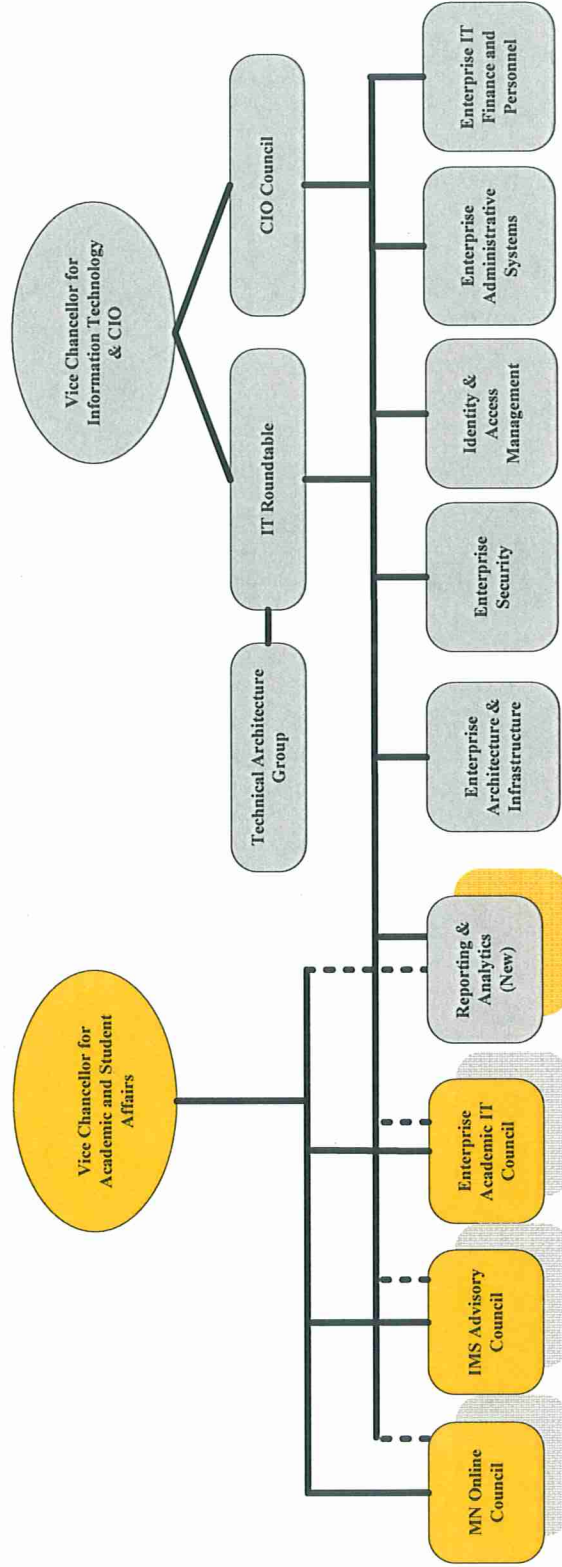 Vice Chancellor for
Academic and Student
Affairs
Vice Chancellor for
Information Technology
& CIO
Technical Architecture
Group
IT Roundtable
CIO Council
MN Online
Council
IMS Advisory
Council
Enterprise
Academic IT
Council
Reporting &
Analytics
(New)
Enterprise
Architecture &
Infrastructure
Enterprise
Security
Identity &
Access
Management
Enterprise
Administrative
Systems
Enterprise IT
Finance and
Personnel